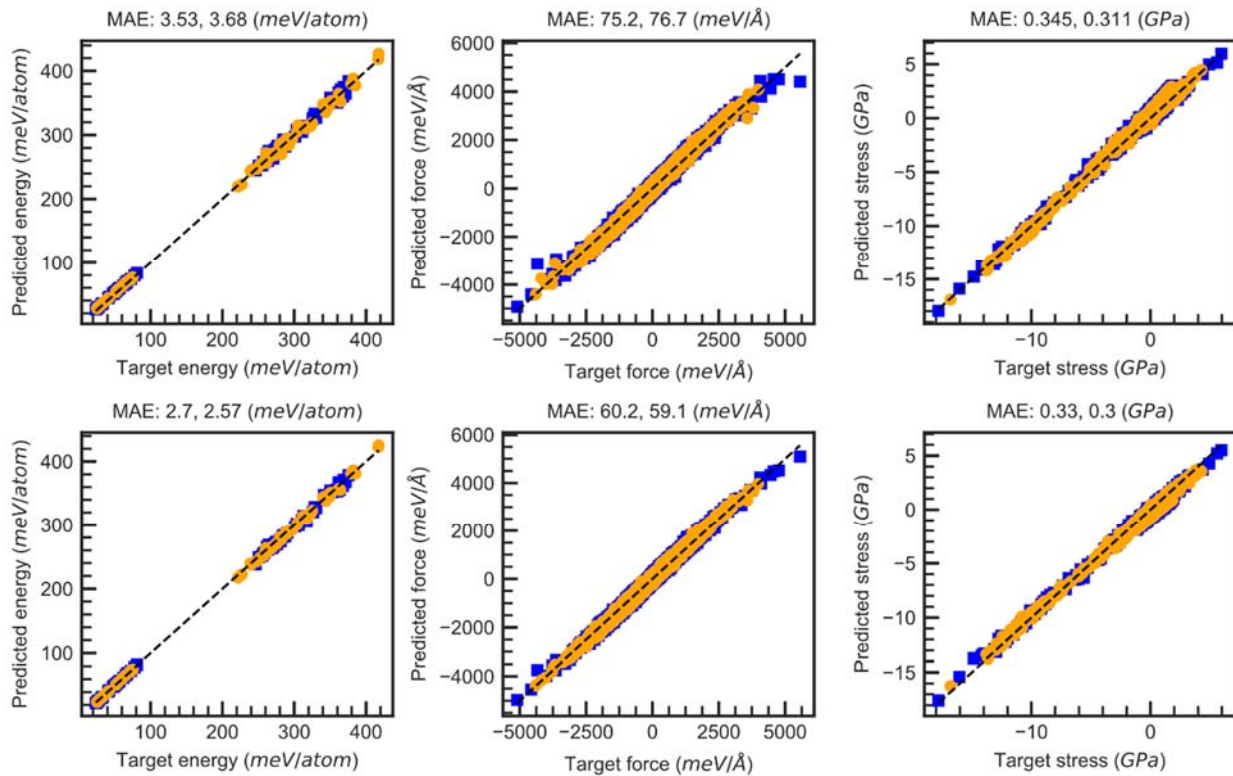 MAE: 3.53, 3.68 (meV/atom)
Predicted energy (meV/atom)
400
300
200
100
100 200 300 400
Target energy (meV/atom)
MAE: 75.2, 76.7 (meV/Å)
Predicted force (meV/Å)
6000
4000
2000
0
−2000
−4000
−5000 −2500 0 2500 5000
Target force (meV/Å)
MAE: 0.345, 0.311 (GPa)
Predicted stress (GPa)
5
0
−5
−10
−15
−10 0
Target stress (GPa)
MAE: 2.7, 2.57 (meV/atom)
Predicted energy (meV/atom)
400
300
200
100
100 200 300 400
Target energy (meV/atom)
MAE: 60.2, 59.1 (meV/Å)
Predicted force (meV/Å)
6000
4000
2000
0
−2000
−4000
−5000 −2500 0 2500 5000
Target force (meV/Å)
MAE: 0.33, 0.3 (GPa)
Predicted stress (GPa)
5
0
−5
−10
−15
−10 0
Target stress (GPa)